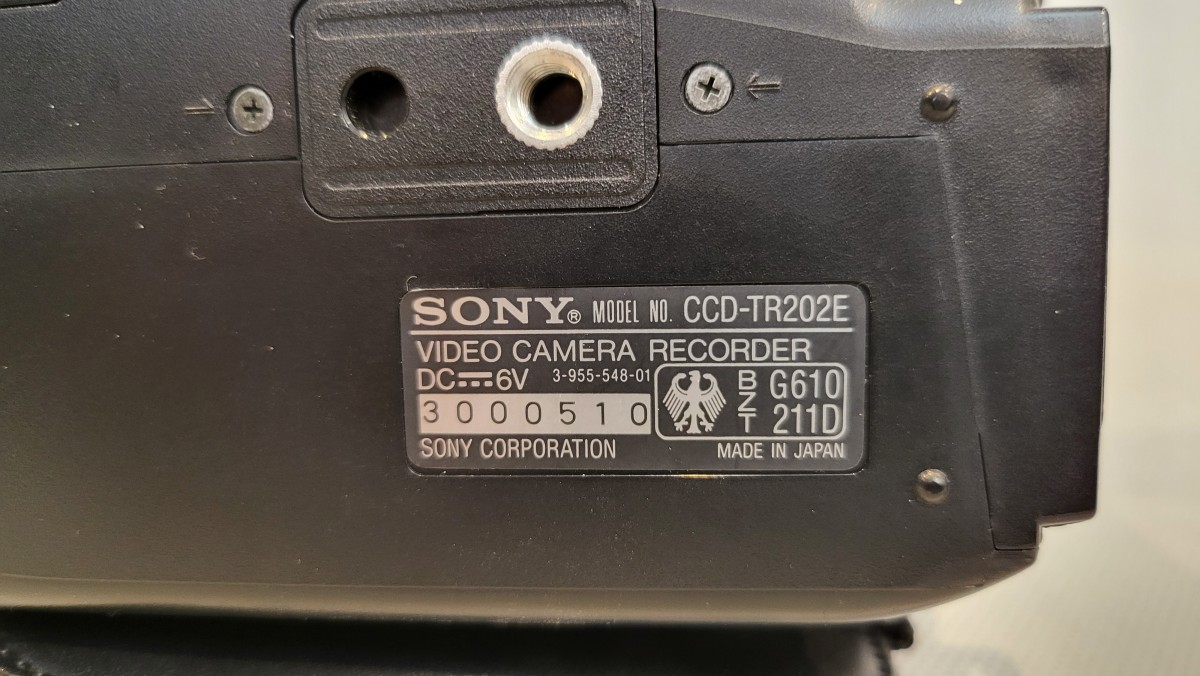 SONY® MODEL NO. CCD-TR202E
VIDEO CAMERA RECORDER
DC 6V 3-955-548-01
BZT G610 211D
3000510
SONY CORPORATION MADE IN JAPAN